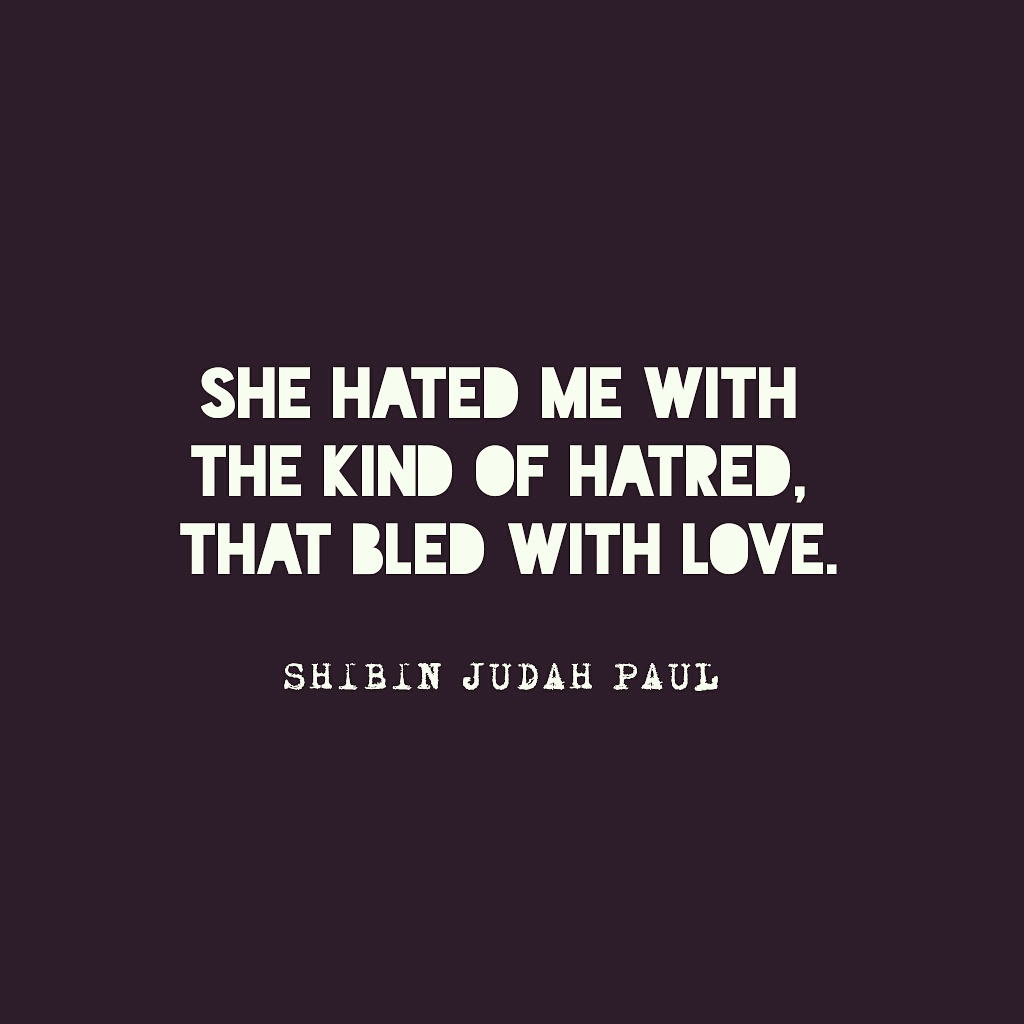 SHE HATED ME WITH
THE KIND OF HATRED,
THAT BLED WITH LOVE.
SHIBIN JUDAH PAUL